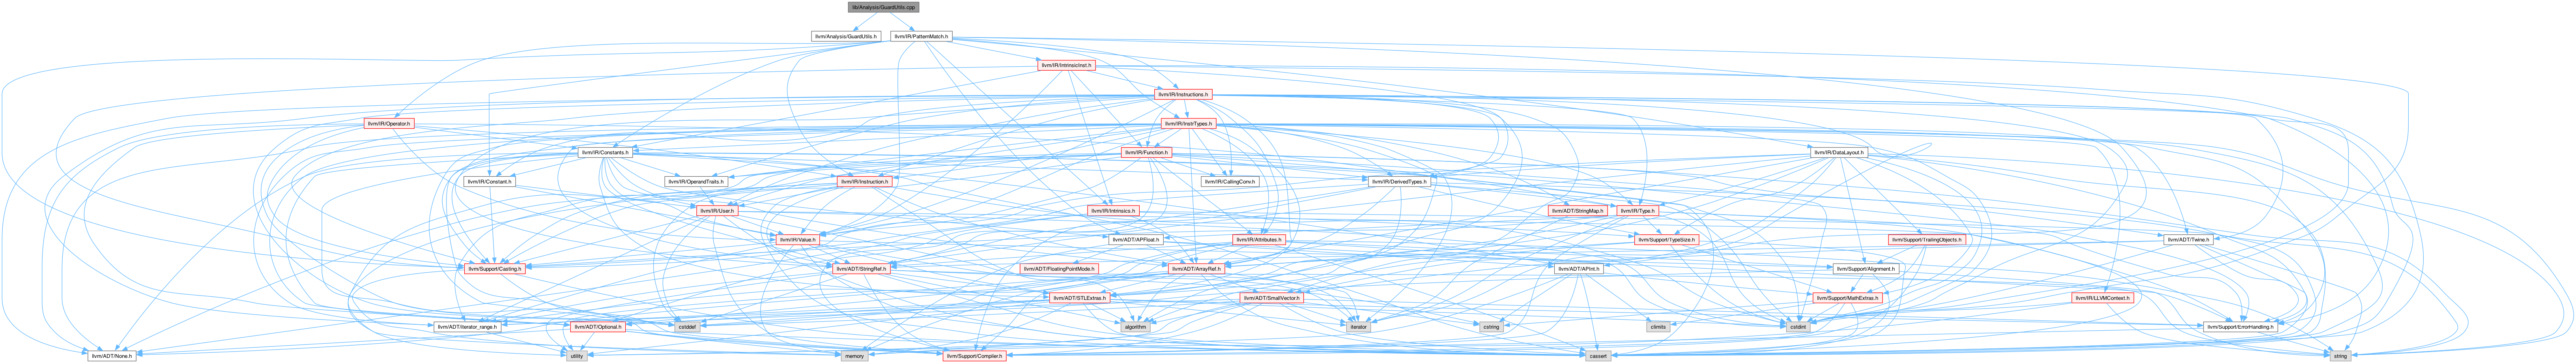 lib/Analysis/GuardUtils.cpp
llvm/Analysis/GuardUtils.h
llvm/IR/PatternMatch.h
llvm/IR/IntrinsicInst.h
llvm/IR/Instructions.h
llvm/IR/Operator.h
llvm/IR/InstrTypes.h
llvm/IR/Constants.h
llvm/IR/Function.h
llvm/IR/DataLayout.h
llvm/IR/Constant.h
llvm/IR/OperandTraits.h
llvm/IR/Instruction.h
llvm/IR/CallingConv.h
llvm/IR/DerivedTypes.h
llvm/IR/User.h
llvm/IR/Intrinsics.h
llvm/ADT/StringMap.h
llvm/IR/Type.h
llvm/IR/Value.h
llvm/ADT/APFloat.h
llvm/IR/Attributes.h
llvm/Support/TypeSize.h
llvm/Support/TrailingObjects.h
llvm/ADT/Twine.h
llvm/Support/Casting.h
llvm/ADT/StringRef.h
llvm/ADT/FloatingPointMode.h
llvm/ADT/ArrayRef.h
llvm/ADT/APInt.h
llvm/Support/Alignment.h
llvm/ADT/STLExtras.h
llvm/ADT/SmallVector.h
llvm/Support/MathExtras.h
llvm/IR/LLVMContext.h
llvm/ADT/iterator_range.h
llvm/ADT/Optional.h
cstddef
algorithm
iterator
cstring
climits
cstdint
llvm/Support/ErrorHandling.h
llvm/ADT/None.h
utility
memory
llvm/Support/Compiler.h
cassert
string